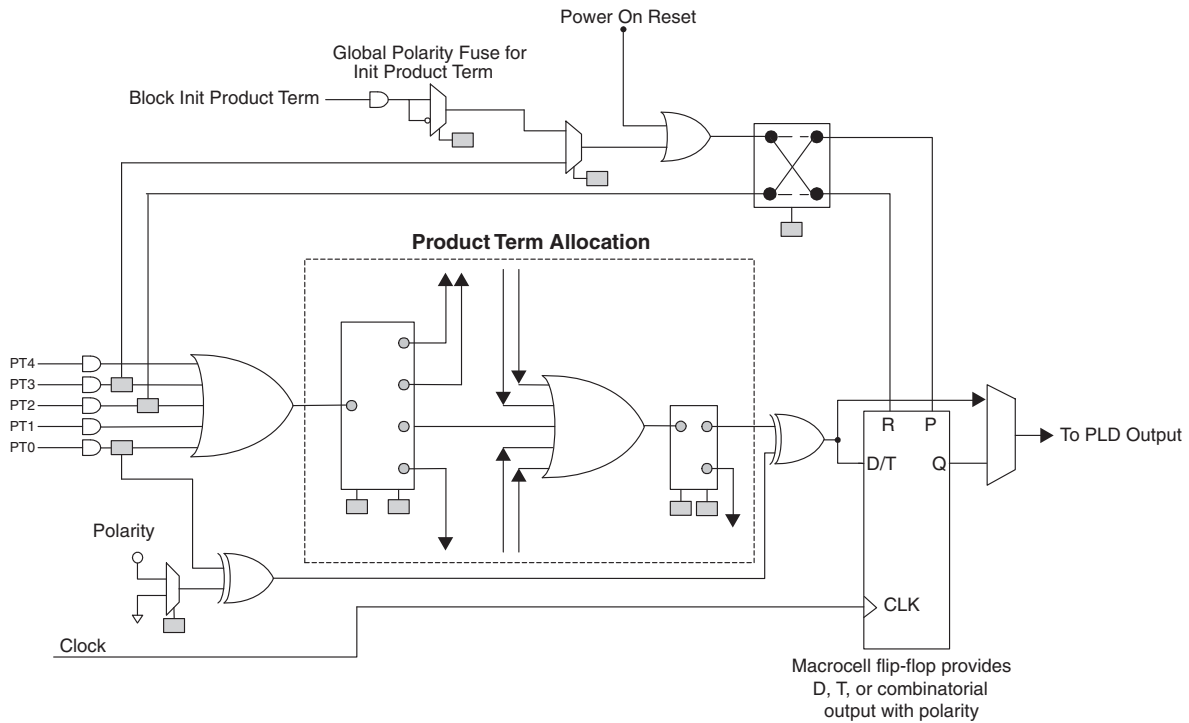 Power On Reset
Global Polarity Fuse for
Init Product Term
Block Init Product Term
Product Term Allocation
PT4
PT3
PT2
PT1
PT0
R
P
To PLD Output
D/T
Q
Polarity
CLK
Clock
Macrocell flip-flop provides
D, T, or combinatorial
output with polarity